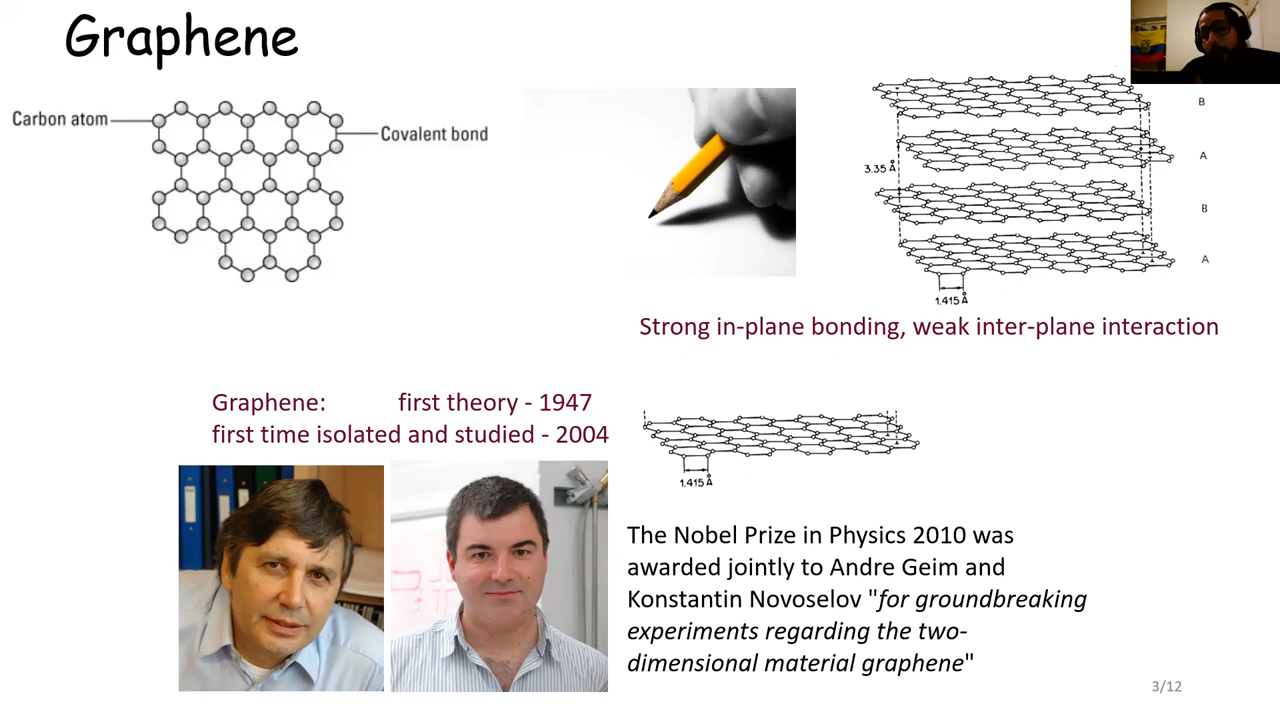 Graphene
Carbon atom
Covalent bond
B
A
3.35 Å
B
A
1.415 Å
Strong in-plane bonding, weak inter-plane interaction
Graphene: first theory - 1947
first time isolated and studied - 2004
1.415 Å
The Nobel Prize in Physics 2010 was
awarded jointly to Andre Geim and
Konstantin Novoselov "for groundbreaking
experiments regarding the two-
dimensional material graphene"
3/12